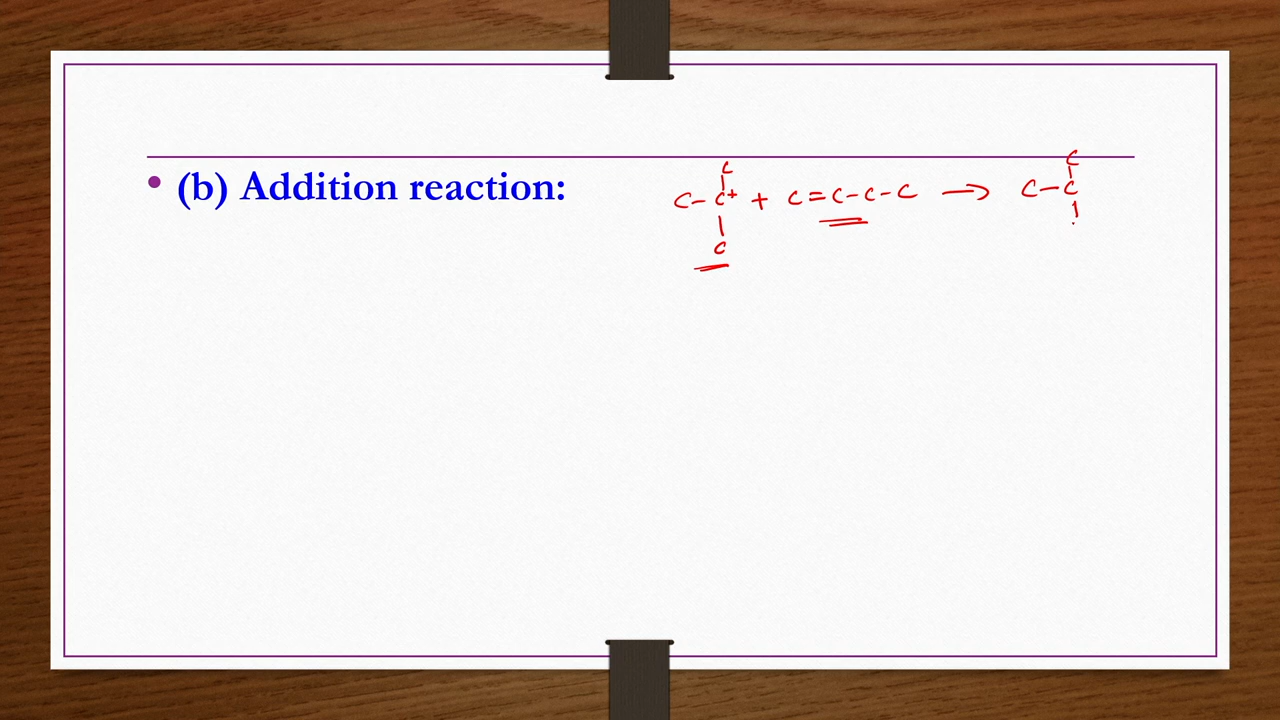 • (b) Addition reaction:
C C
C - C+ + C = C - C - C → C - C
C